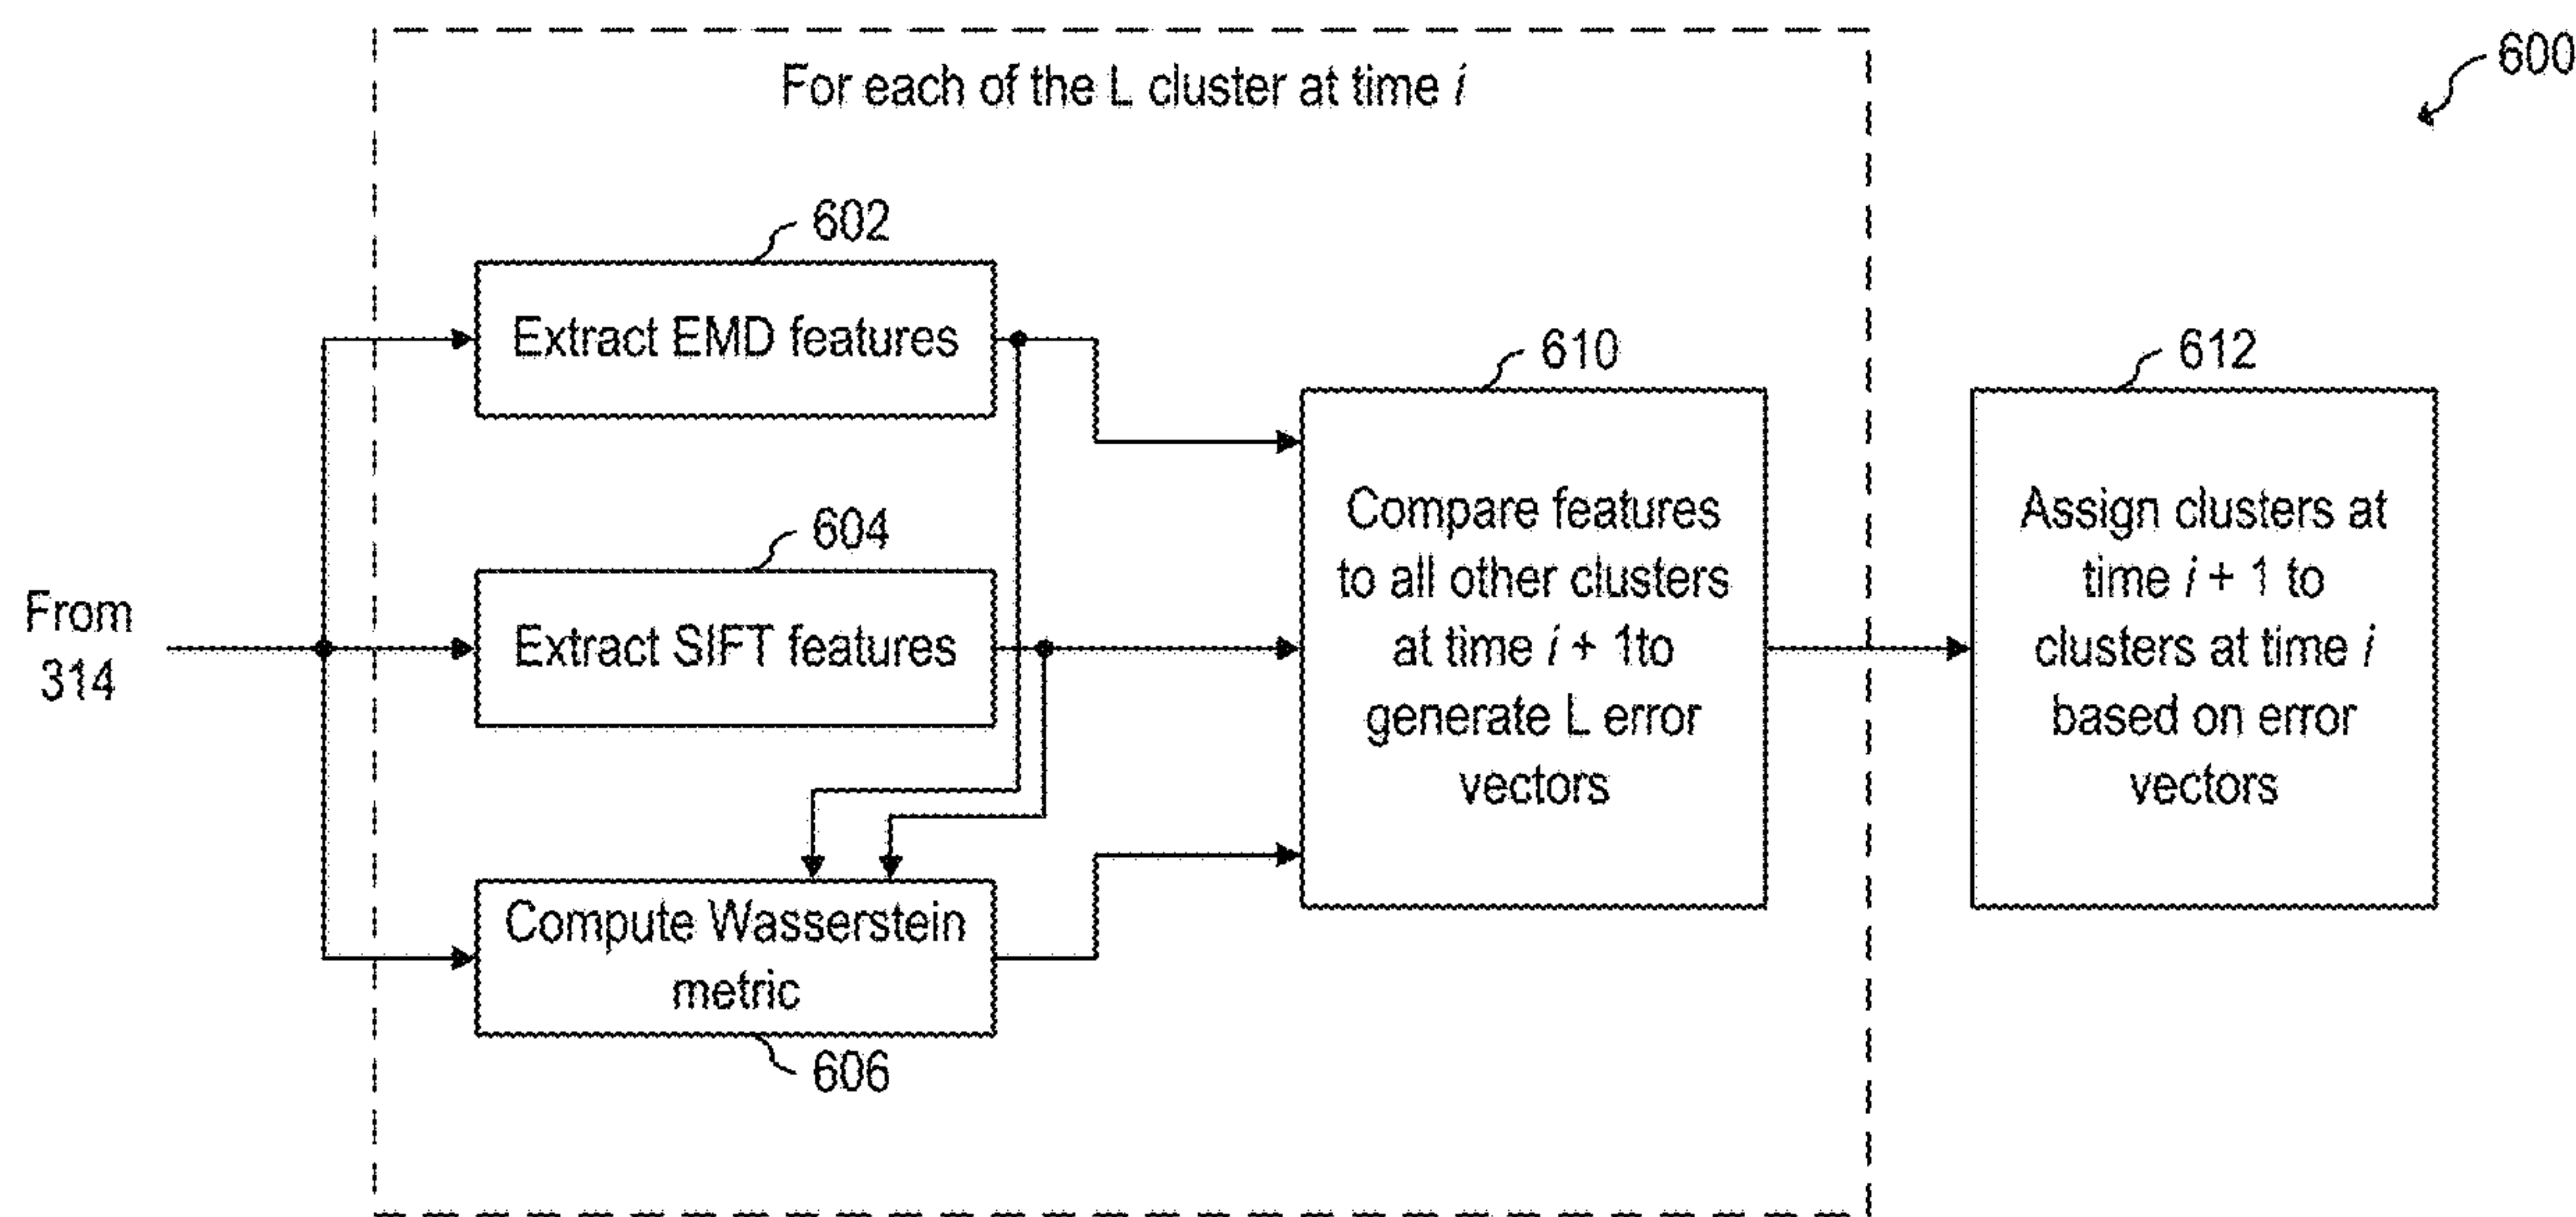 For each of the L cluster at time i
600
602
Extract EMD features
604
Extract SIFT features
From
314
Compute Wasserstein
metric
606
610
Compare features
to all other clusters
at time i + 1to
generate L error
vectors
612
Assign clusters at
time i + 1 to
clusters at time i
based on error
vectors